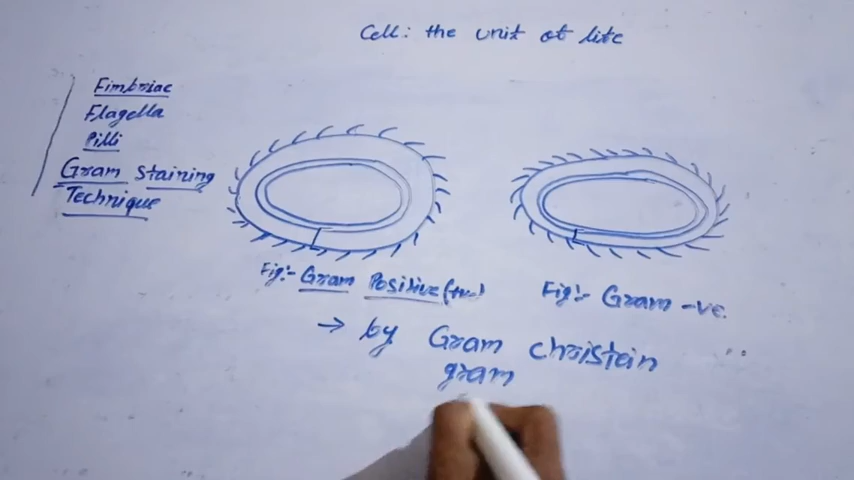 Cell: the unit of life
Fimbriae
Flagella
Pilli
Gram staining
Technique
Fig:- Gram Positive (+ve)
Fig:- Gram -ve.
→ by Gram christein
gram